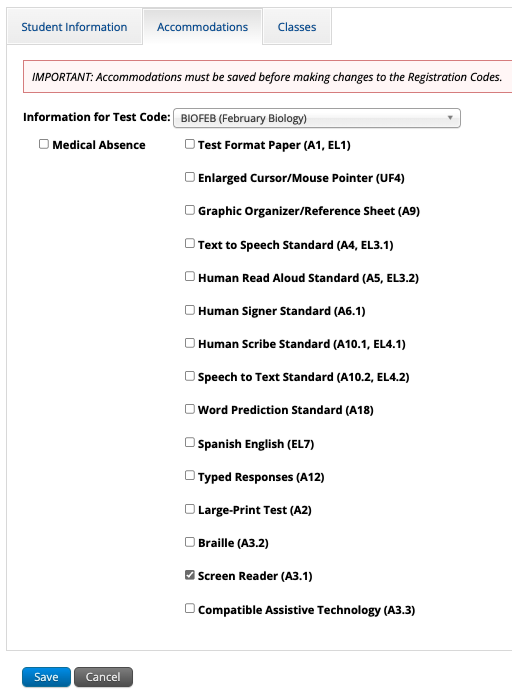 Student Information Accommodations Classes
IMPORTANT: Accommodations must be saved before making changes to the Registration Codes.
Information for Test Code: BIOFEB (February Biology)
Medical Absence Test Format Paper (A1, EL1)
Enlarged Cursor/Mouse Pointer (UF4)
Graphic Organizer/Reference Sheet (A9)
Text to Speech Standard (A4, EL3.1)
Human Read Aloud Standard (A5, EL3.2)
Human Signer Standard (A6.1)
Human Scribe Standard (A10.1, EL4.1)
Speech to Text Standard (A10.2, EL4.2)
Word Prediction Standard (A18)
Spanish English (EL7)
Typed Responses (A12)
Large-Print Test (A2)
Braille (A3.2)
Screen Reader (A3.1)
Compatible Assistive Technology (A3.3)
Save Cancel